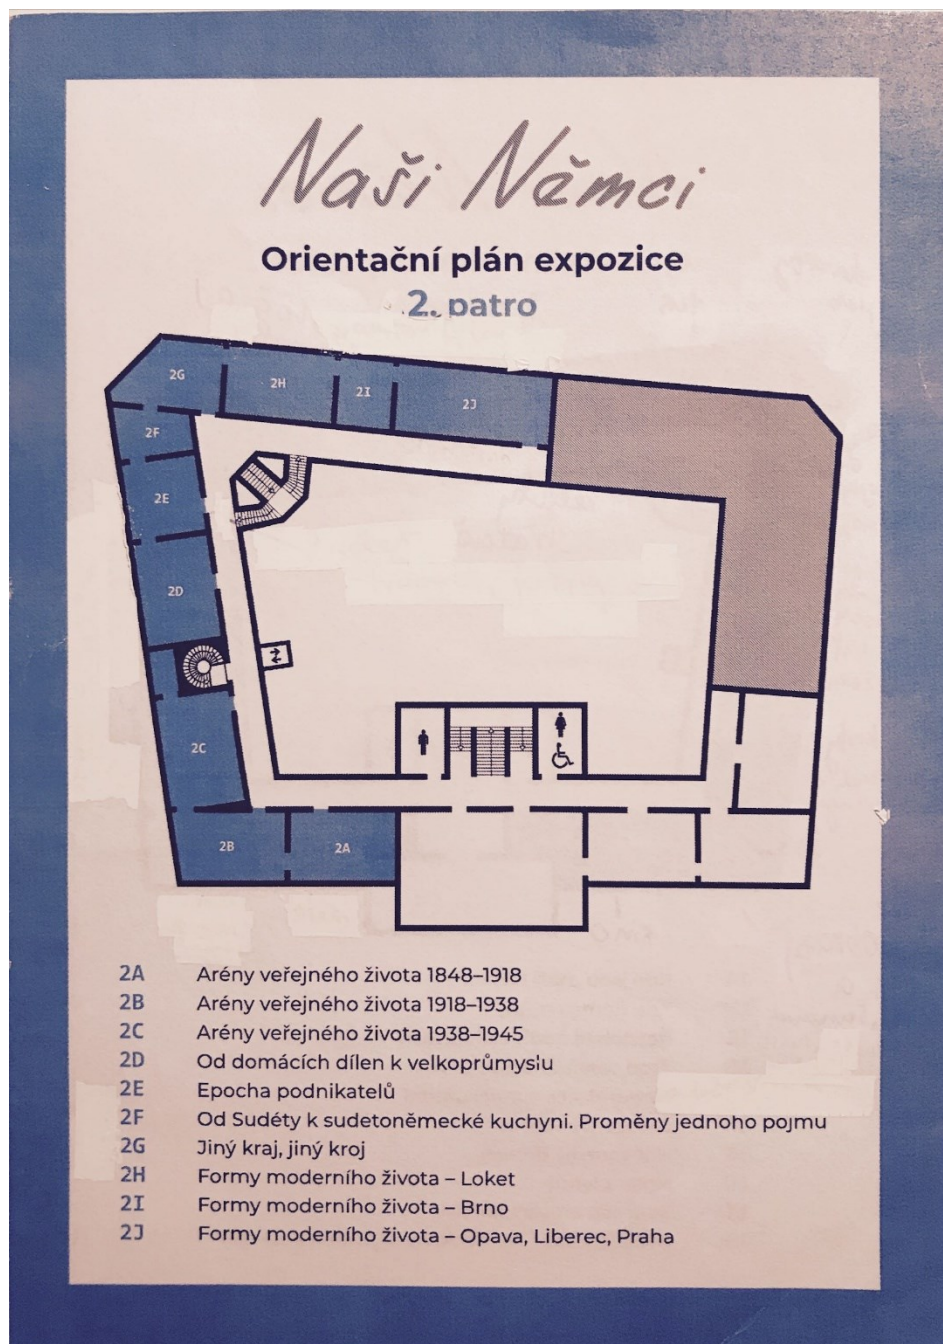 Naši Němci
Orientační plán expozice
2. patro
2G
2H
2I
2J
2F
2E
2D
2C
2B
2A
2A Arény veřejného života 1848–1918
2B Arény veřejného života 1918–1938
2C Arény veřejného života 1938–1945
2D Od domácích dílen k velkoprůmyslu
2E Epocha podnikatelů
2F Od Sudéty k sudetoněmecké kuchyni. Proměny jednoho pojmu
2G Jiný kraj, jiný kroj
2H Formy moderního života – Loket
2I Formy moderního života – Brno
2J Formy moderního života – Opava, Liberec, Praha